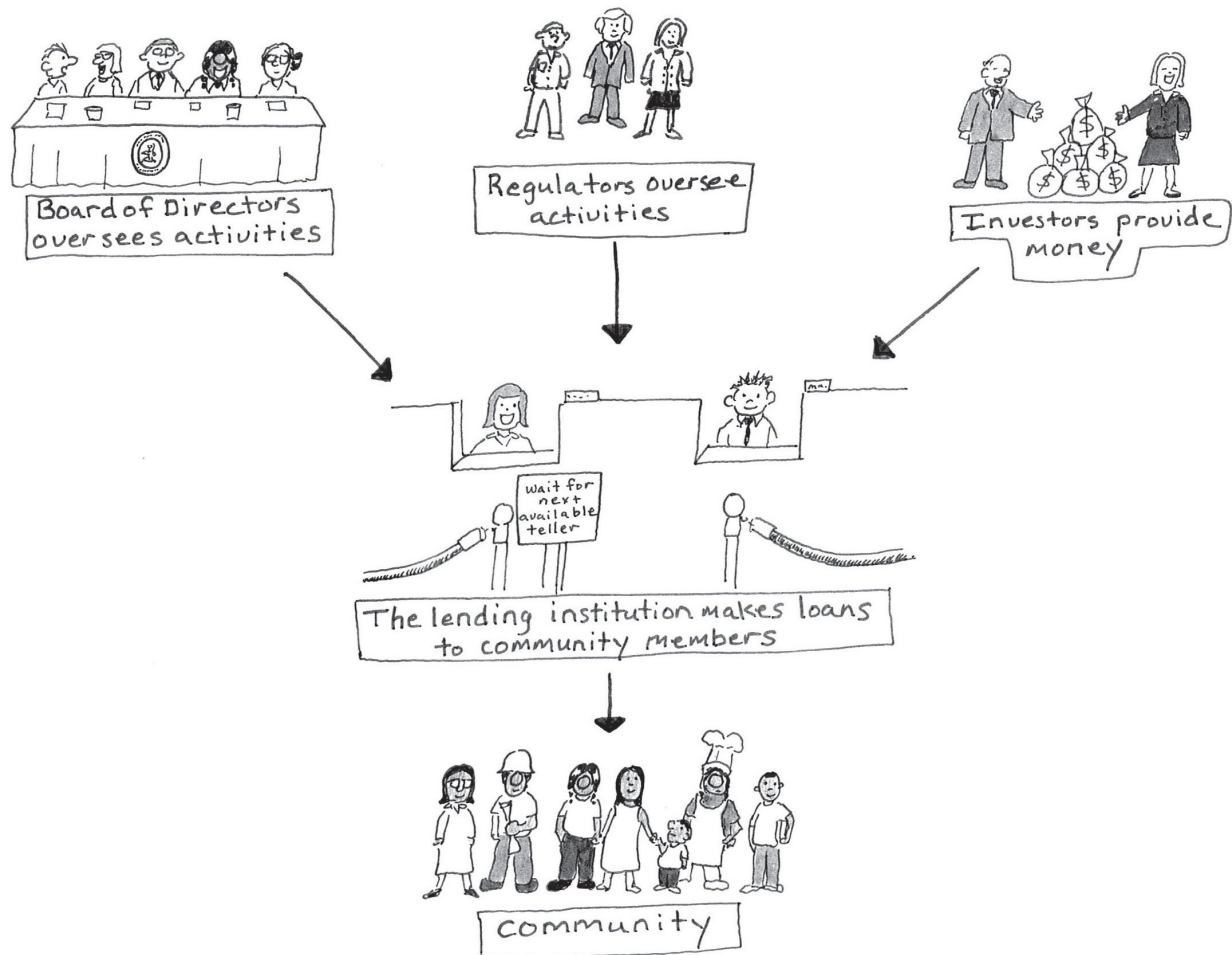 Board of Directors
oversees activities
Regulators oversee
activities
Investors provide
money
$
$
$
$
$
$
wait for
next
available
teller
The lending institution makes loans
to community members
community